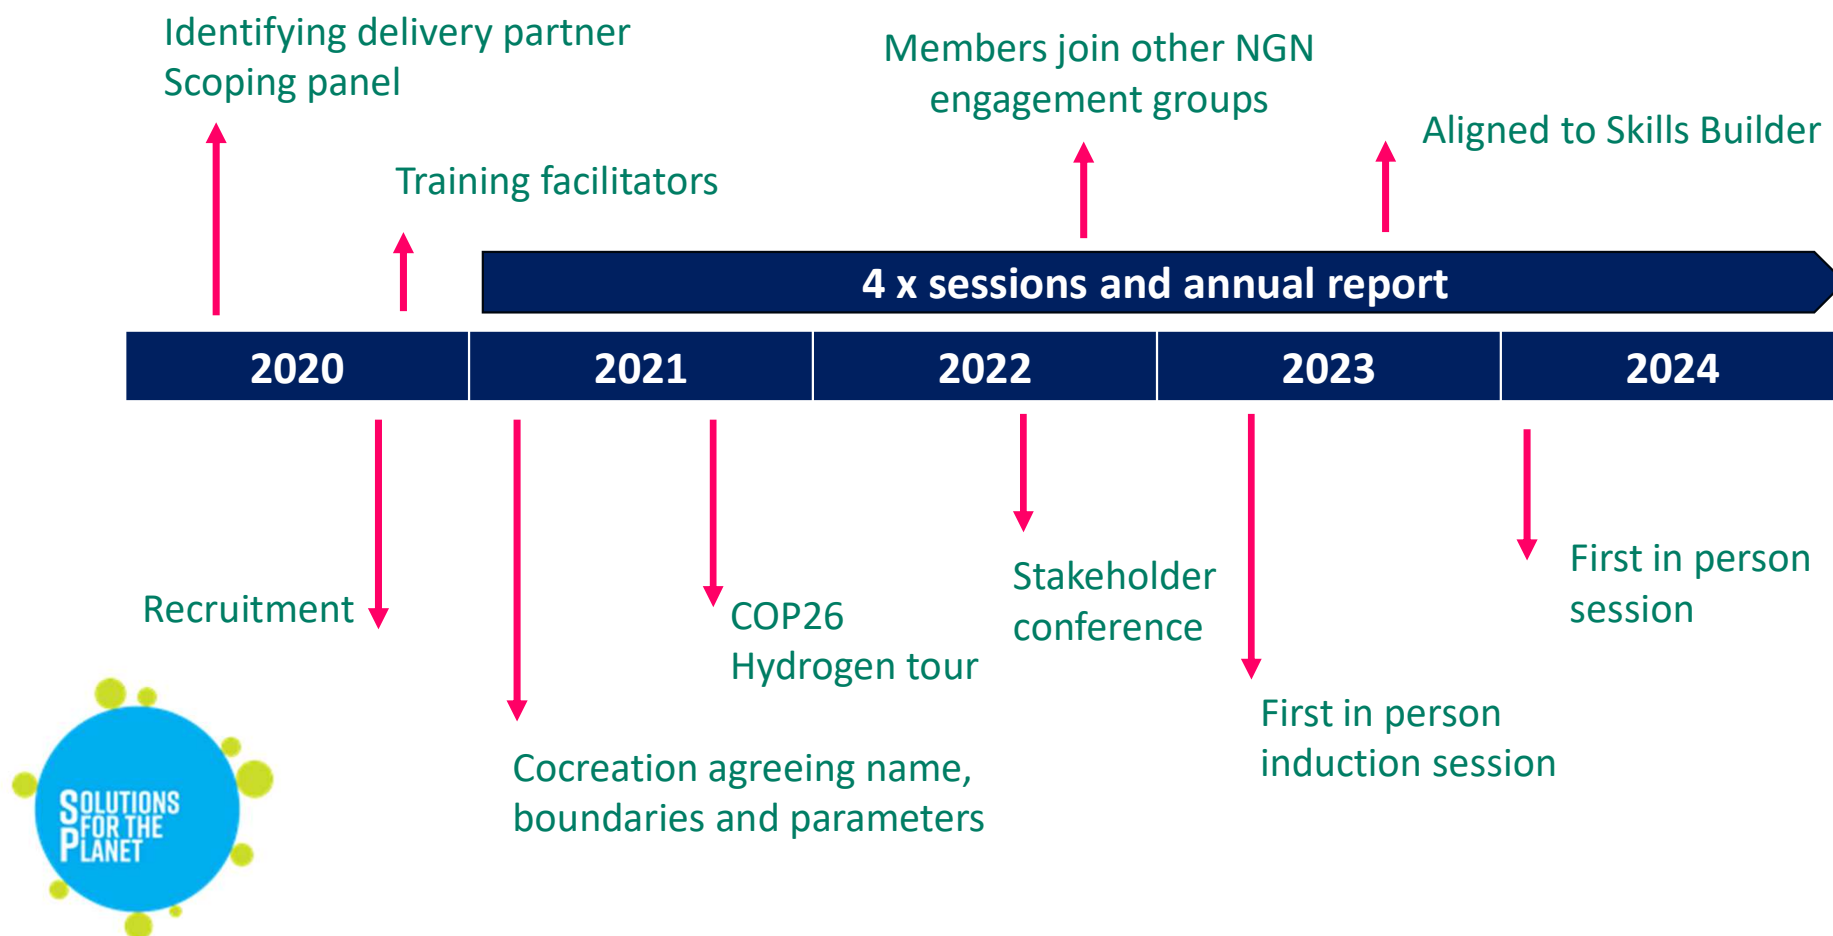 Identifying delivery partner
Scoping panel
Members join other NGN
engagement groups
Aligned to Skills Builder
Training facilitators
4 x sessions and annual report
2020
2021
2022
2023
2024
Recruitment
COP26
Hydrogen tour
Stakeholder
conference
First in person
session
First in person
induction session
Cocreation agreeing name,
boundaries and parameters
SOLUTIONS
FOR THE
PLANET